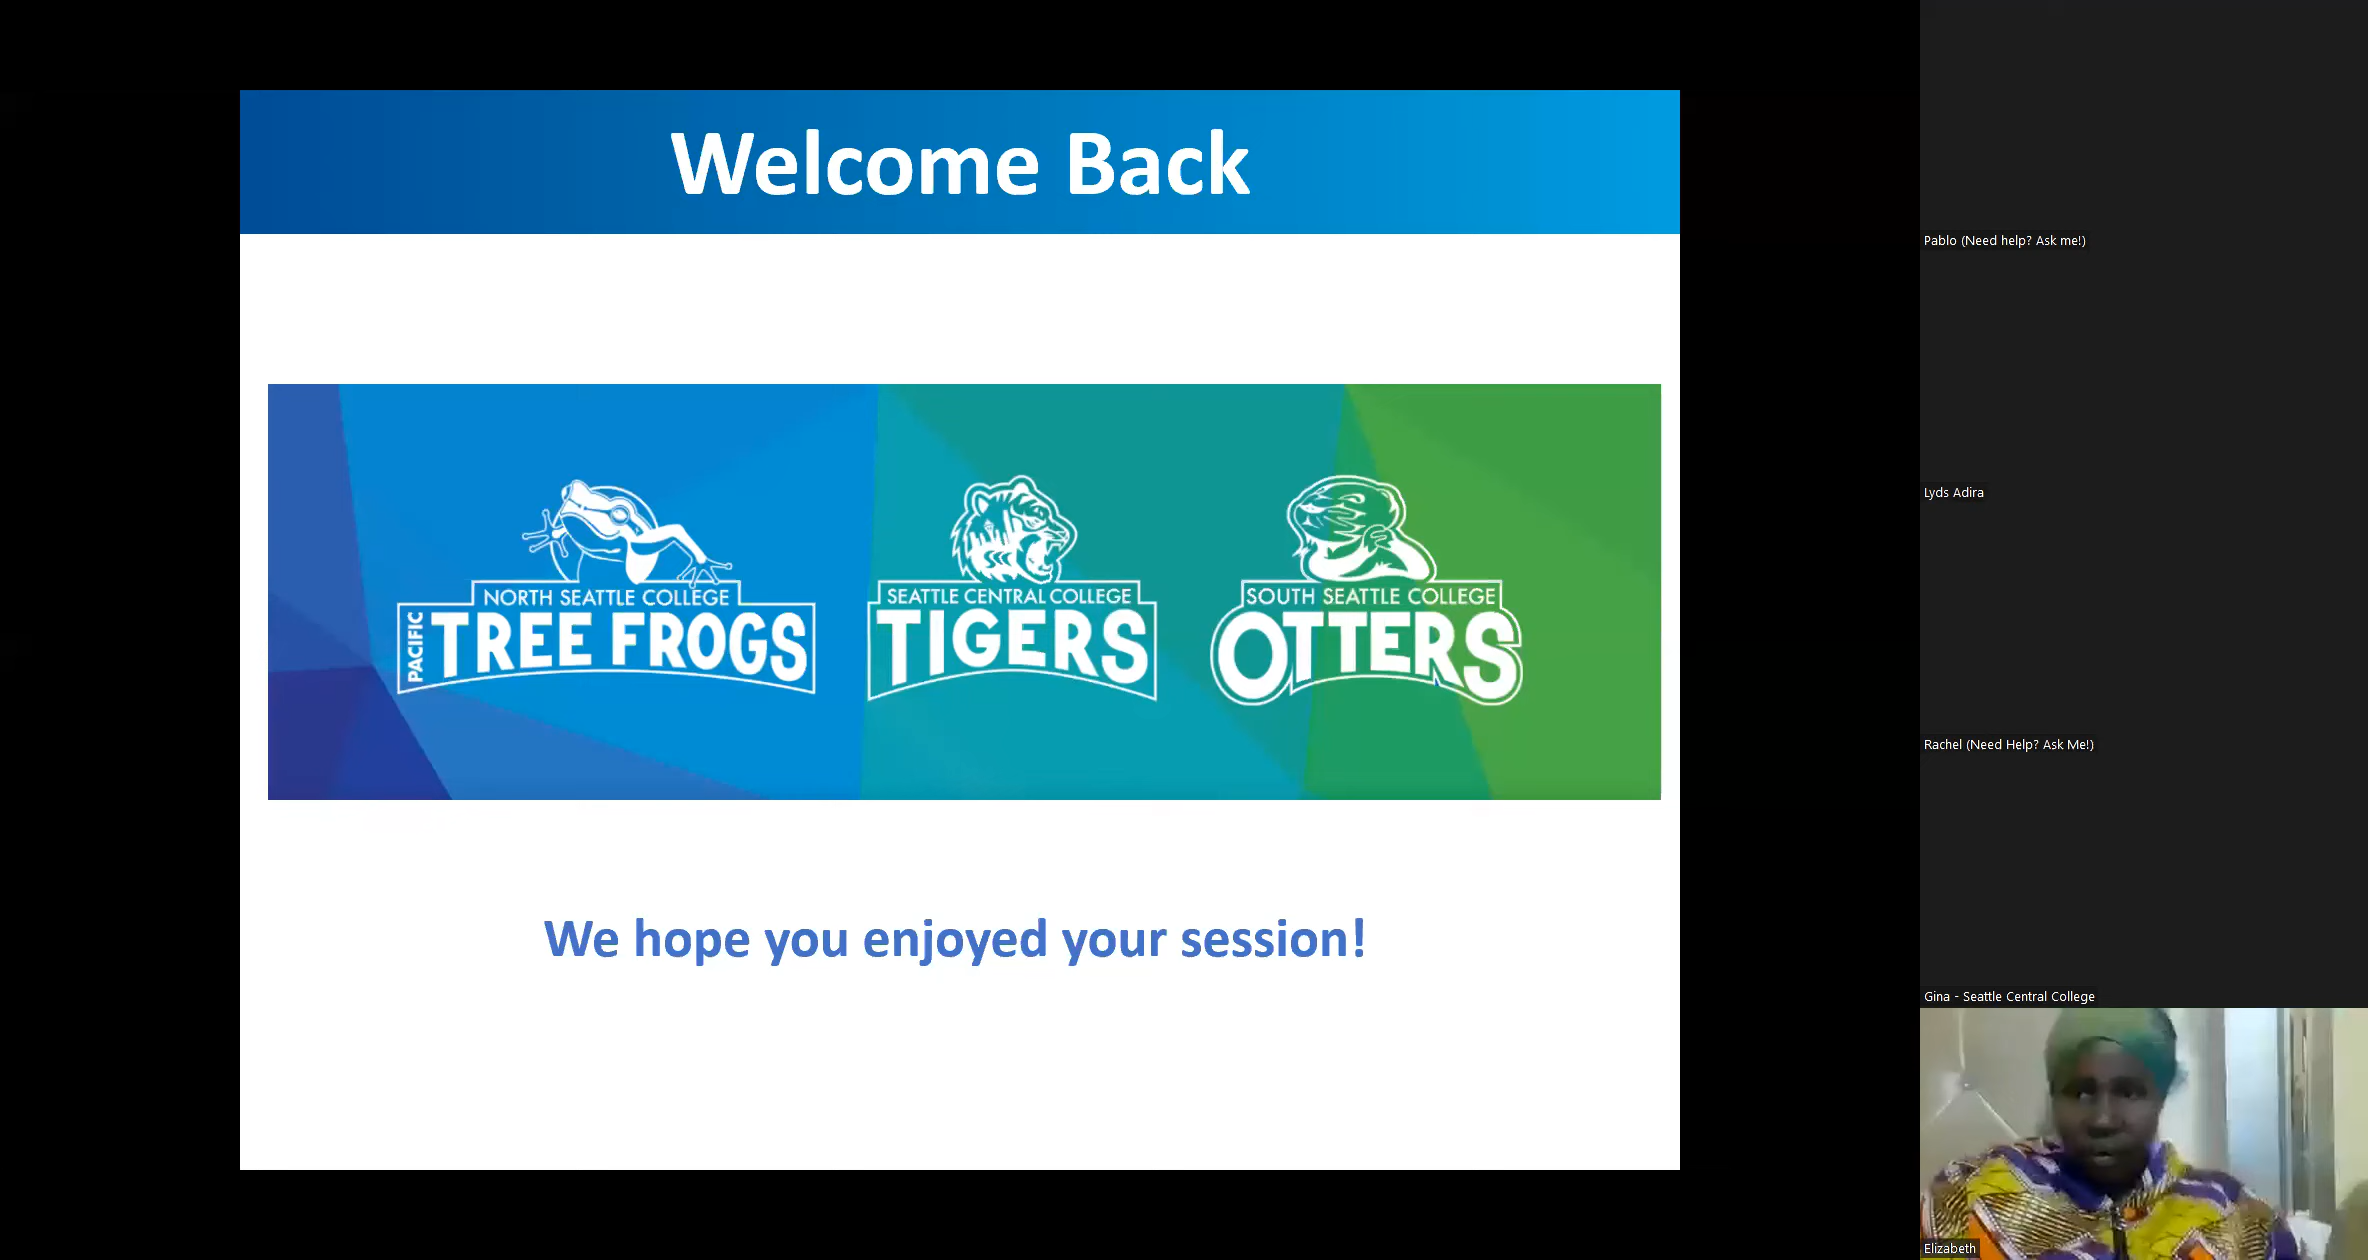 Welcome Back
NORTH SEATTLE COLLEGE
PACIFIC
TREE FROGS
SEATTLE CENTRAL COLLEGE
TIGERS
SOUTH SEATTLE COLLEGE
OTTERS
We hope you enjoyed your session!
Pablo (Need help? Ask me!)
Lyds Adira
Rachel (Need Help? Ask Me!)
Gina - Seattle Central College
Elizabeth